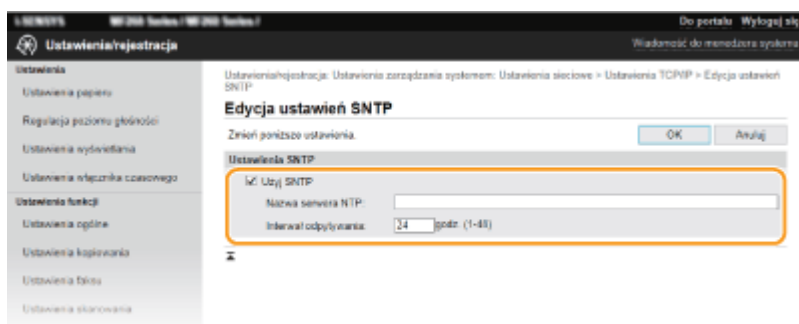 Do portalu Wyloguj się
Ustawienia/rejestracja
Wiadomość do menedżera systemu
Ustawienia
Ustawienia papieru
Regulacja poziomu głośności
Ustawienia wyświetlania
Ustawienia włącznika czasowego
Ustawienia funkcji
Ustawienia ogólne
Ustawienia kopiowania
Ustawienia faksu
Ustawienia skanowania
Ustawienia/rejestracja: Ustawienia zarządzania systemem: Ustawienia sieciowe > Ustawienia TCP/IP > Edycja ustawień
SNTP
Edycja ustawień SNTP
Zmień poniższe ustawienia.
OK Anuluj
Ustawienia SNTP
Użyj SNTP
Nazwa serwera NTP:
Interwał odpytywania: 24 godz. (1-48)